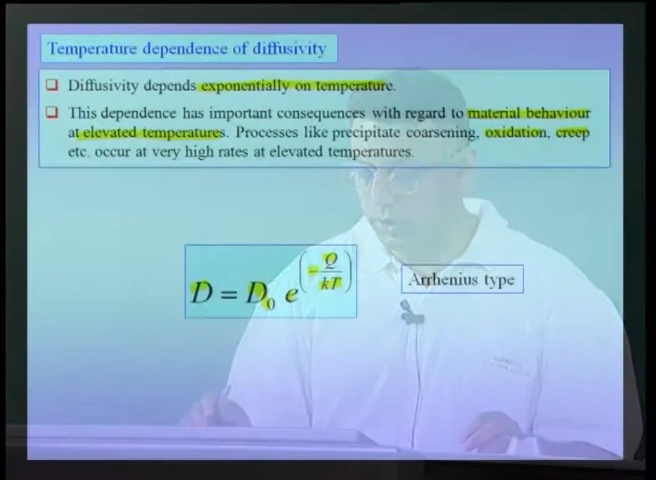 Temperature dependence of diffusivity
❑ Diffusivity depends exponentially on temperature.
❑ This dependence has important consequences with regard to material behaviour
at elevated temperatures. Processes like precipitate coarsening, oxidation, creep
etc. occur at very high rates at elevated temperatures.
D = D₀ e^(−Q/kT)
Arrhenius type